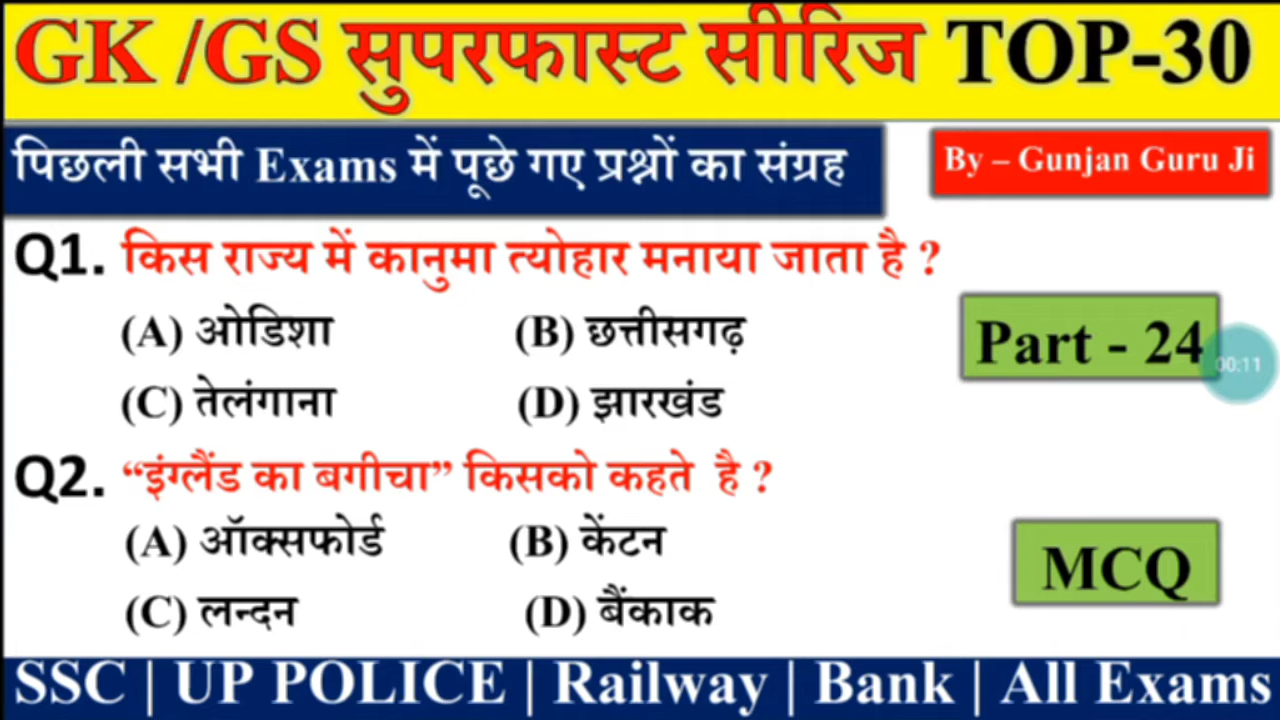 GK /GS सुपरफास्ट सीरिज TOP-30
पिछली सभी Exams में पूछे गए प्रश्नों का संग्रह
By – Gunjan Guru Ji
Q1. किस राज्य में कानुमा त्योहार मनाया जाता है ?
(A) ओडिशा (B) छत्तीसगढ़
Part - 24
00:11
(C) तेलंगाना (D) झारखंड
Q2. “इंग्लैंड का बगीचा” किसको कहते है ?
(A) ऑक्सफोर्ड (B) केंटन
MCQ
(C) लन्दन (D) बैंकाक
SSC | UP POLICE | Railway | Bank | All Exams